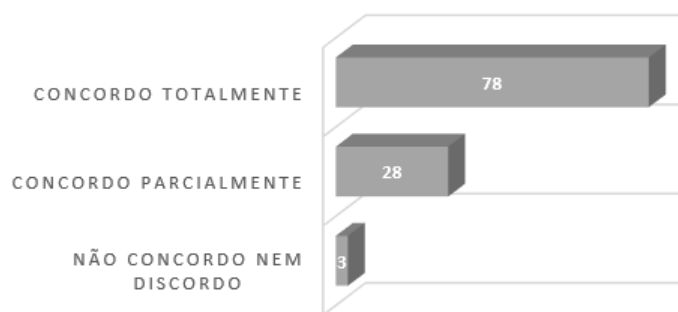 CONCORDO TOTALMENTE
78
CONCORDO PARCIALMENTE
28
NÃO CONCORDO NEM
DISCORDO
3